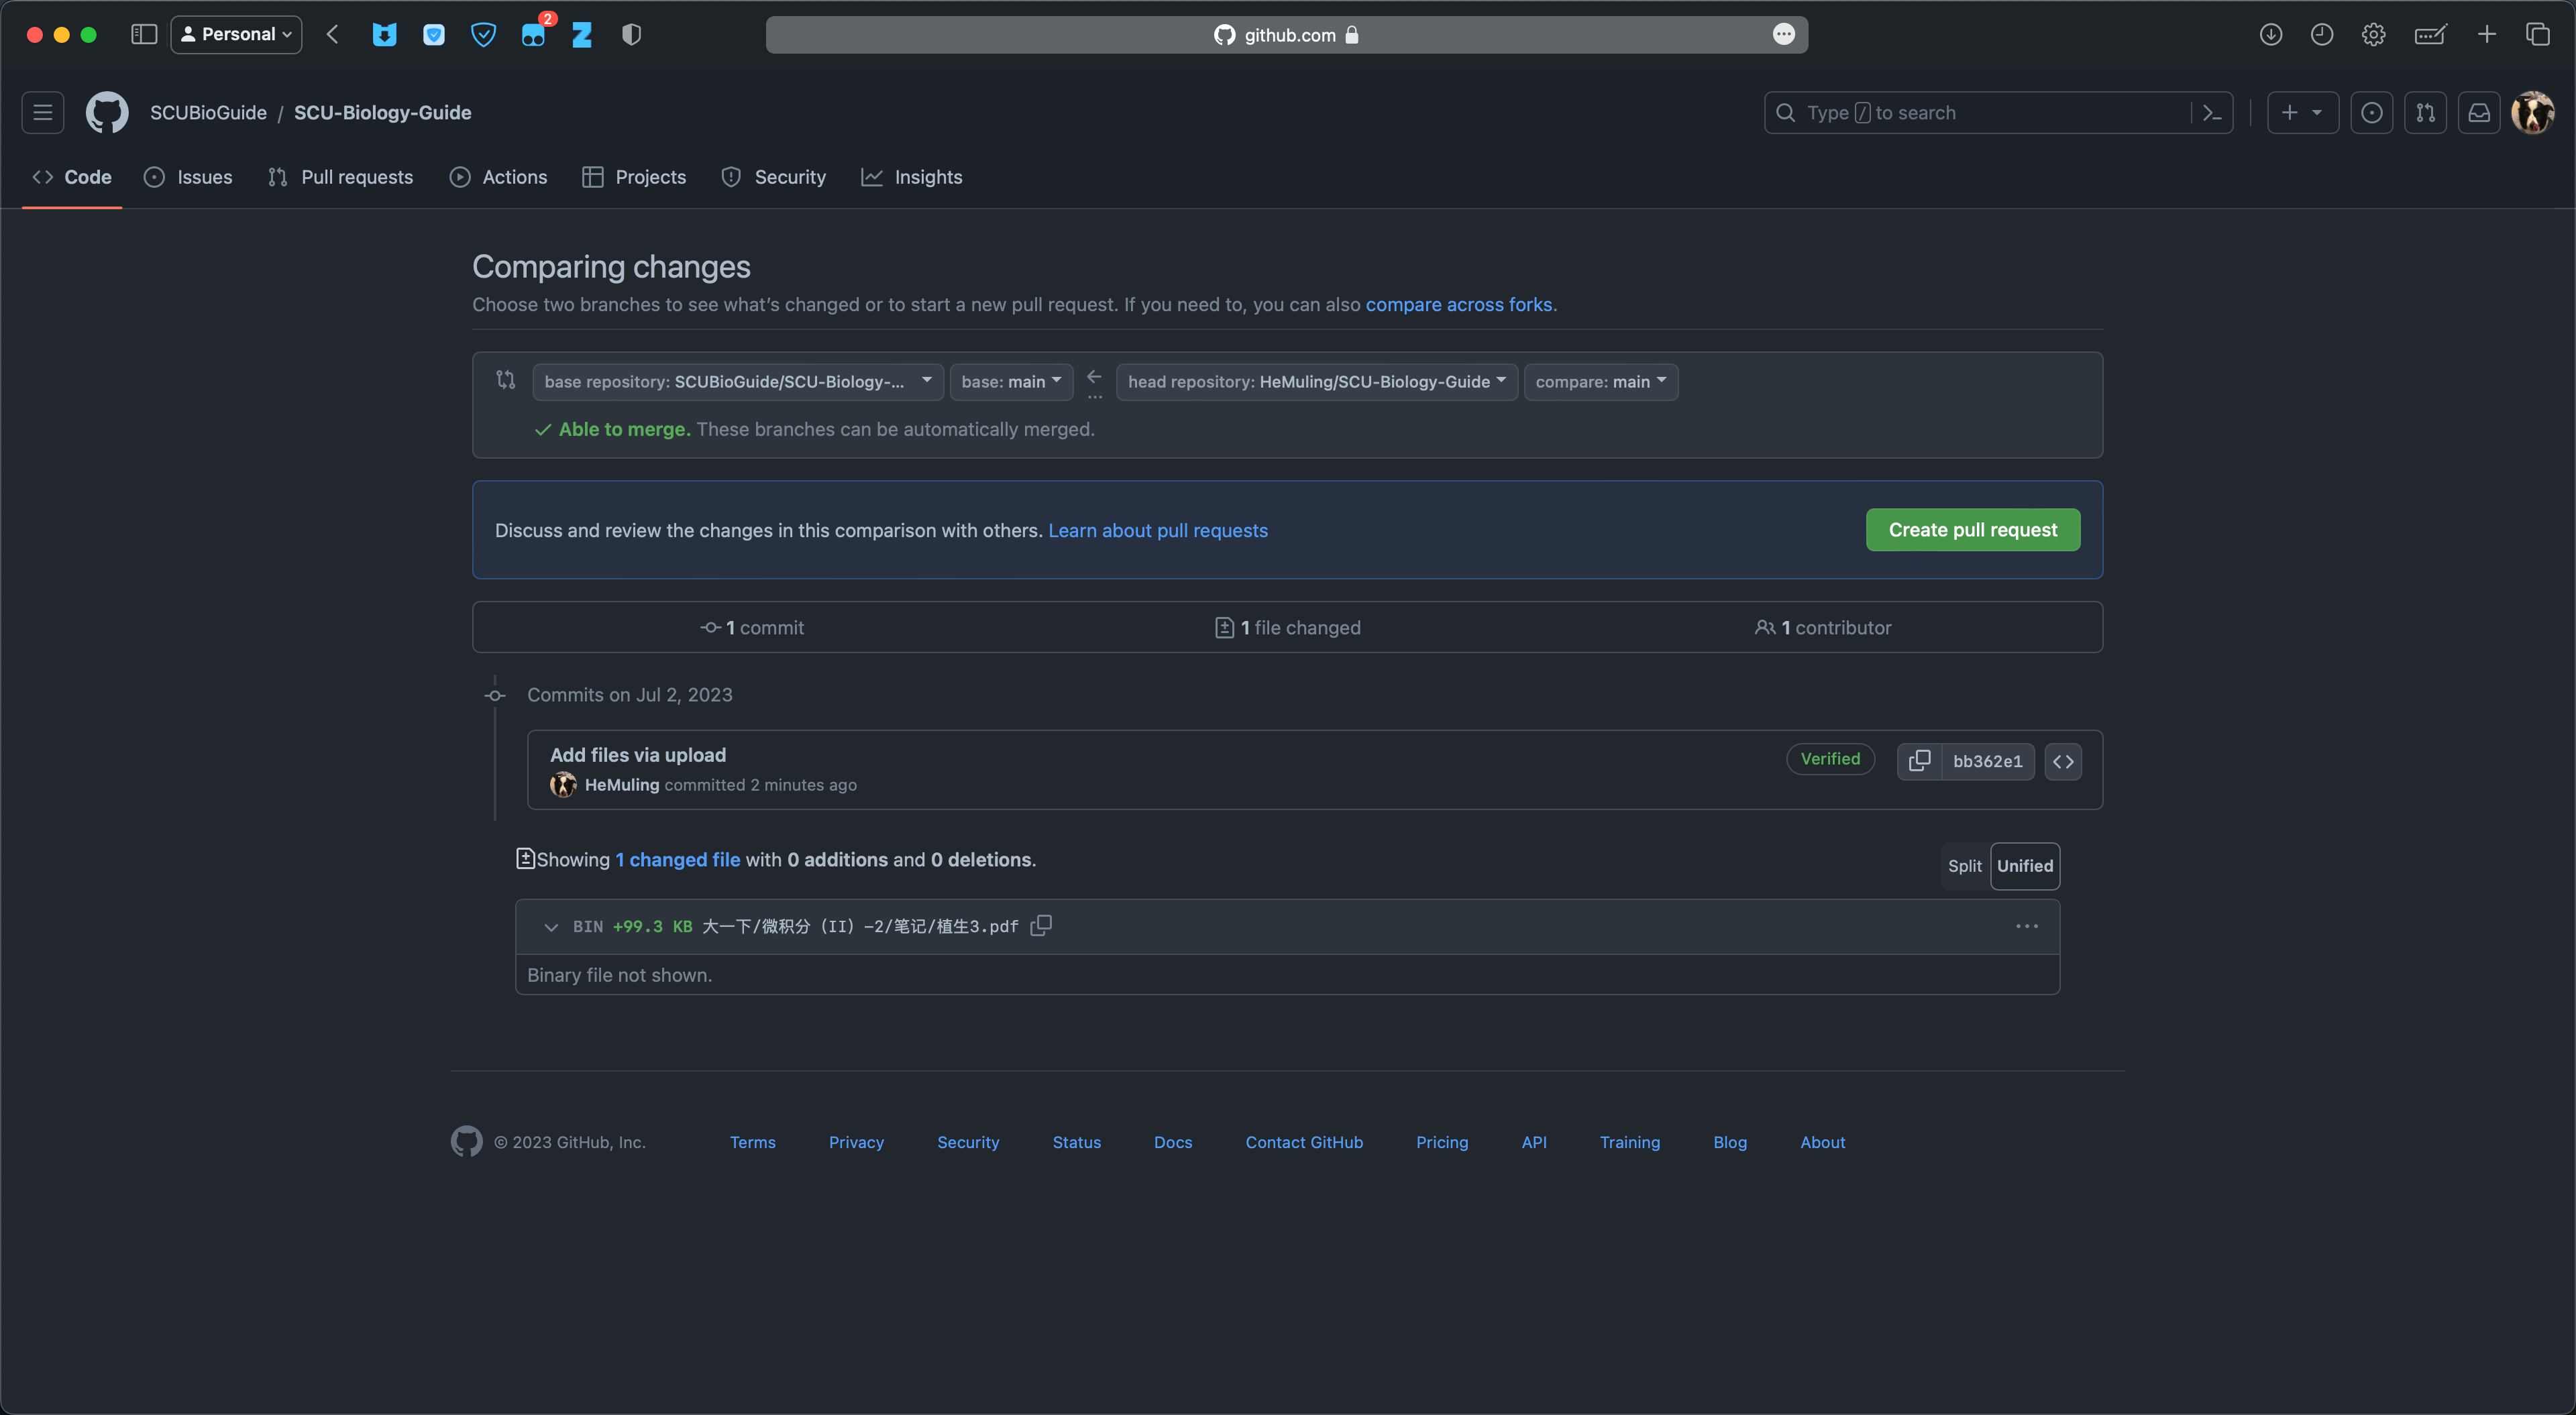 Personal
2
github.com
SCUBioGuide / SCU-Biology-Guide
Type / to search
Code Issues Pull requests Actions Projects Security Insights
Comparing changes
Choose two branches to see what's changed or to start a new pull request. If you need to, you can also compare across forks.
base repository: SCUBioGuide/SCU-Biology-... base: main ... head repository: HeMuling/SCU-Biology-Guide compare: main
Able to merge. These branches can be automatically merged.
Discuss and review the changes in this comparison with others. Learn about pull requests Create pull request
1 commit 1 file changed 1 contributor
Commits on Jul 2, 2023
Add files via upload Verified bb362e1
HeMuling committed 2 minutes ago
Showing 1 changed file with 0 additions and 0 deletions. Split Unified
BIN +99.3 KB 大一下/微积分 (II) -2/笔记/植生3.pdf
Binary file not shown.
© 2023 GitHub, Inc. Terms Privacy Security Status Docs Contact GitHub Pricing API Training Blog About